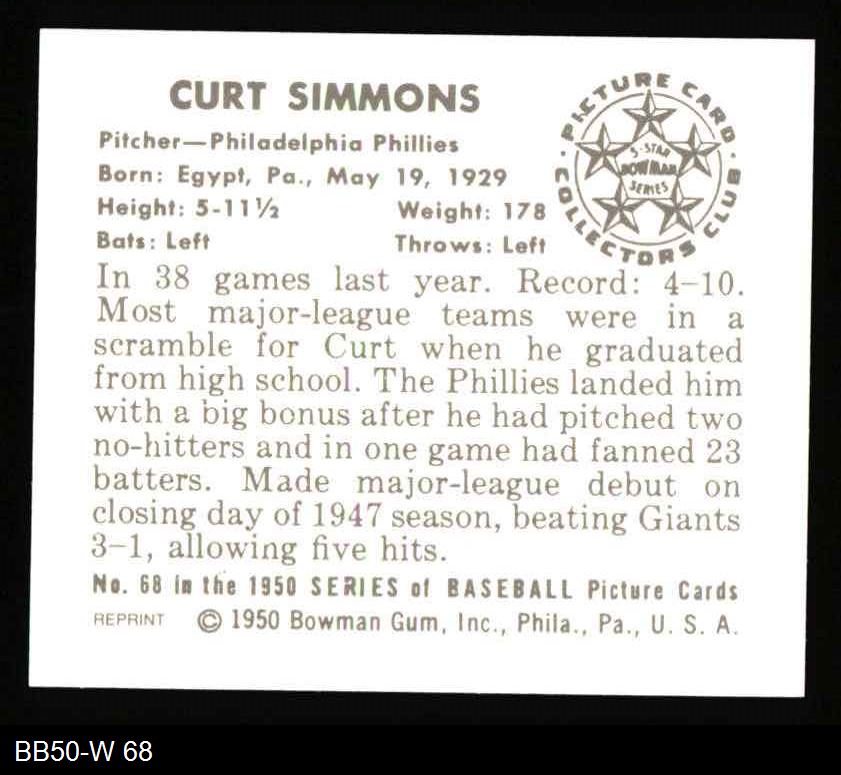 CURT SIMMONS
Pitcher—Philadelphia Phillies
Born: Egypt, Pa., May 19, 1929
Height: 5-11½ Weight: 178
Bats: Left Throws: Left
PICTURE CARD COLLECTORS CLUB
5-STAR
BOWMAN
SERIES
In 38 games last year. Record: 4–10.
Most major-league teams were in a
scramble for Curt when he graduated
from high school. The Phillies landed him
with a big bonus after he had pitched two
no-hitters and in one game had fanned 23
batters. Made major-league debut on
closing day of 1947 season, beating Giants
3–1, allowing five hits.
No. 68 in the 1950 SERIES of BASEBALL Picture Cards
REPRINT © 1950 Bowman Gum, Inc., Phila., Pa., U. S. A.
BB50-W 68